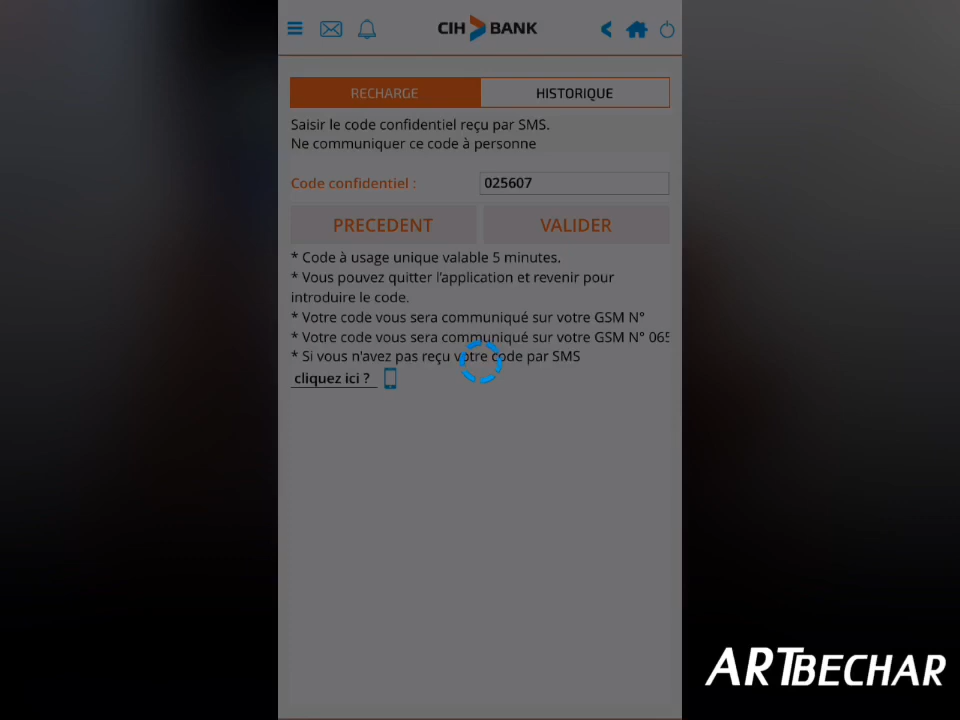 CIH BANK
RECHARGE
HISTORIQUE
Saisir le code confidentiel reçu par SMS.
Ne communiquer ce code à personne
Code confidentiel :
025607
PRECEDENT
VALIDER
* Code à usage unique valable 5 minutes.
* Vous pouvez quitter l'application et revenir pour
introduire le code.
* Votre code vous sera communiqué sur votre GSM N°
* Votre code vous sera communiqué sur votre GSM N° 065
* Si vous n'avez pas reçu votre code par SMS
cliquez ici ?
ARTBECHAR